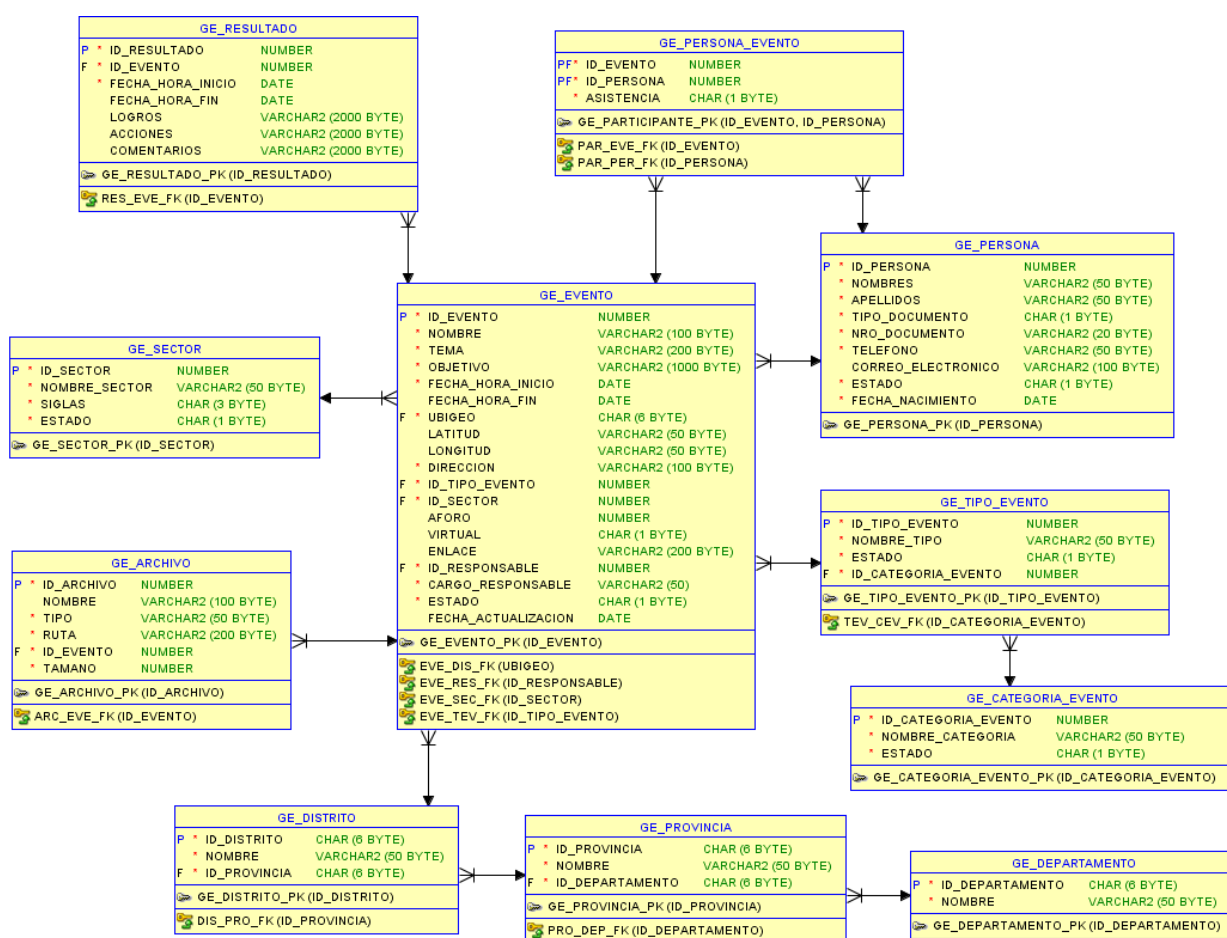 GE_RESULTADO
P * ID_RESULTADO NUMBER
F * ID_EVENTO NUMBER
* FECHA_HORA_INICIO DATE
FECHA_HORA_FIN DATE
LOGROS VARCHAR2 (2000 BYTE)
ACCIONES VARCHAR2 (2000 BYTE)
COMENTARIOS VARCHAR2 (2000 BYTE)
GE_RESULTADO_PK (ID_RESULTADO)
RES_EVE_FK (ID_EVENTO)
GE_PERSONA_EVENTO
PF* ID_EVENTO NUMBER
PF* ID_PERSONA NUMBER
* ASISTENCIA CHAR (1 BYTE)
GE_PARTICIPANTE_PK (ID_EVENTO, ID_PERSONA)
PAR_EVE_FK (ID_EVENTO)
PAR_PER_FK (ID_PERSONA)
GE_PERSONA
P * ID_PERSONA NUMBER
* NOMBRES VARCHAR2 (50 BYTE)
* APELLIDOS VARCHAR2 (50 BYTE)
* TIPO_DOCUMENTO CHAR (1 BYTE)
* NRO_DOCUMENTO VARCHAR2 (20 BYTE)
* TELEFONO VARCHAR2 (50 BYTE)
CORREO_ELECTRONICO VARCHAR2 (100 BYTE)
* ESTADO CHAR (1 BYTE)
* FECHA_NACIMIENTO DATE
GE_PERSONA_PK (ID_PERSONA)
GE_EVENTO
P * ID_EVENTO NUMBER
* NOMBRE VARCHAR2 (100 BYTE)
* TEMA VARCHAR2 (200 BYTE)
* OBJETIVO VARCHAR2 (1000 BYTE)
* FECHA_HORA_INICIO DATE
FECHA_HORA_FIN DATE
F * UBIGEO CHAR (6 BYTE)
LATITUD VARCHAR2 (50 BYTE)
LONGITUD VARCHAR2 (50 BYTE)
* DIRECCION VARCHAR2 (100 BYTE)
F * ID_TIPO_EVENTO NUMBER
F * ID_SECTOR NUMBER
AFORO NUMBER
VIRTUAL CHAR (1 BYTE)
ENLACE VARCHAR2 (200 BYTE)
F * ID_RESPONSABLE NUMBER
* CARGO_RESPONSABLE VARCHAR2 (50)
* ESTADO CHAR (1 BYTE)
FECHA_ACTUALIZACION DATE
GE_EVENTO_PK (ID_EVENTO)
EVE_DIS_FK (UBIGEO)
EVE_RES_FK (ID_RESPONSABLE)
EVE_SEC_FK (ID_SECTOR)
EVE_TEV_FK (ID_TIPO_EVENTO)
GE_SECTOR
P * ID_SECTOR NUMBER
* NOMBRE_SECTOR VARCHAR2 (50 BYTE)
* SIGLAS CHAR (3 BYTE)
* ESTADO CHAR (1 BYTE)
GE_SECTOR_PK (ID_SECTOR)
GE_TIPO_EVENTO
P * ID_TIPO_EVENTO NUMBER
* NOMBRE_TIPO VARCHAR2 (50 BYTE)
* ESTADO CHAR (1 BYTE)
F * ID_CATEGORIA_EVENTO NUMBER
GE_TIPO_EVENTO_PK (ID_TIPO_EVENTO)
TEV_CEV_FK (ID_CATEGORIA_EVENTO)
GE_ARCHIVO
P * ID_ARCHIVO NUMBER
NOMBRE VARCHAR2 (100 BYTE)
* TIPO VARCHAR2 (50 BYTE)
* RUTA VARCHAR2 (200 BYTE)
F * ID_EVENTO NUMBER
* TAMANO NUMBER
GE_ARCHIVO_PK (ID_ARCHIVO)
ARC_EVE_FK (ID_EVENTO)
GE_CATEGORIA_EVENTO
P * ID_CATEGORIA_EVENTO NUMBER
* NOMBRE_CATEGORIA VARCHAR2 (50 BYTE)
* ESTADO CHAR (1 BYTE)
GE_CATEGORIA_EVENTO_PK (ID_CATEGORIA_EVENTO)
GE_DISTRITO
P * ID_DISTRITO CHAR (6 BYTE)
* NOMBRE VARCHAR2 (50 BYTE)
F * ID_PROVINCIA CHAR (6 BYTE)
GE_DISTRITO_PK (ID_DISTRITO)
DIS_PRO_FK (ID_PROVINCIA)
GE_PROVINCIA
P * ID_PROVINCIA CHAR (6 BYTE)
* NOMBRE VARCHAR2 (50 BYTE)
F * ID_DEPARTAMENTO CHAR (6 BYTE)
GE_PROVINCIA_PK (ID_PROVINCIA)
PRO_DEP_FK (ID_DEPARTAMENTO)
GE_DEPARTAMENTO
P * ID_DEPARTAMENTO CHAR (6 BYTE)
* NOMBRE VARCHAR2 (50 BYTE)
GE_DEPARTAMENTO_PK (ID_DEPARTAMENTO)